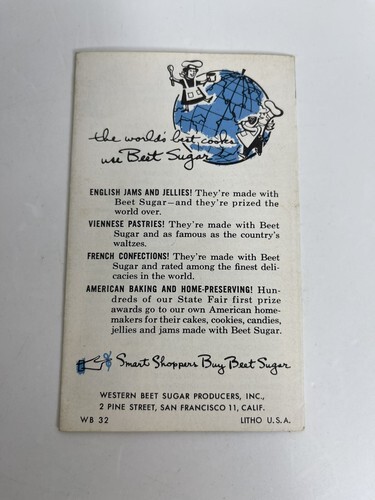 the world's best cooks
use Beet Sugar
ENGLISH JAMS AND JELLIES! They're made with
Beet Sugar—and they're prized the
world over.
VIENNESE PASTRIES! They're made with Beet
Sugar and as famous as the country's
waltzes.
FRENCH CONFECTIONS! They're made with Beet
Sugar and rated among the finest deli-
cacies in the world.
AMERICAN BAKING AND HOME-PRESERVING! Hun-
dreds of our State Fair first prize
awards go to our own American home-
makers for their cakes, cookies, candies,
jellies and jams made with Beet Sugar.
Smart Shoppers Buy Beet Sugar
WESTERN BEET SUGAR PRODUCERS, INC.,
2 PINE STREET, SAN FRANCISCO 11, CALIF.
WB 32 LITHO U.S.A.